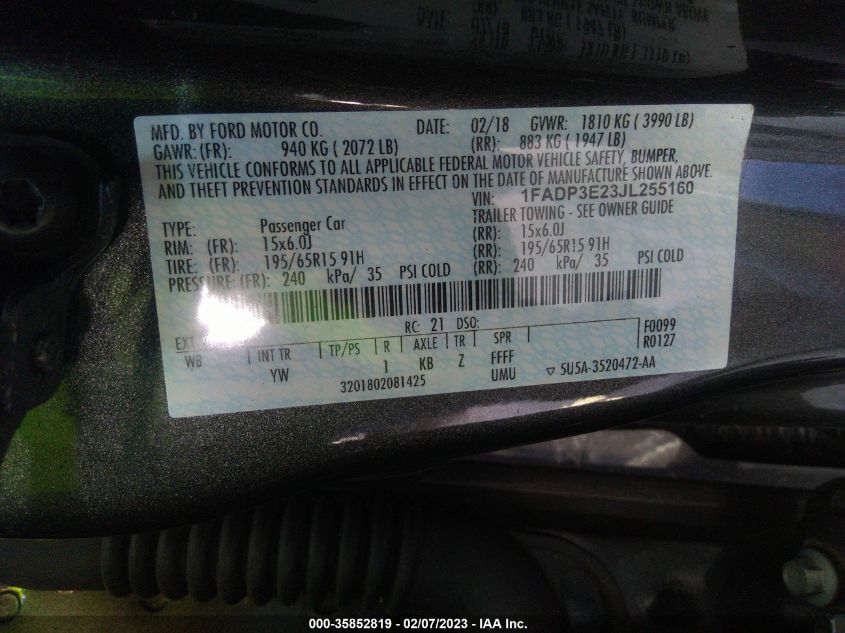 MFD. BY FORD MOTOR CO. DATE: 02/18 GVWR: 1810 KG ( 3990 LB)
GAWR: (FR): 940 KG ( 2072 LB) (RR): 883 KG ( 1947 LB)
THIS VEHICLE CONFORMS TO ALL APPLICABLE FEDERAL MOTOR VEHICLE SAFETY, BUMPER,
AND THEFT PREVENTION STANDARDS IN EFFECT ON THE DATE OF MANUFACTURE SHOWN ABOVE.
VIN: 1FADP3E23JL255160
TYPE: Passenger Car TRAILER TOWING - SEE OWNER GUIDE
RIM: (FR): 15x6.0J (RR): 15x6.0J
TIRE: (FR): 195/65R15 91H (RR): 195/65R15 91H
PRESSURE: (FR): 240 kPa/ 35 PSI COLD (RR): 240 kPa/ 35 PSI COLD
EXT RC: 21 DSO: F0099
WB INT TR TP/PS R AXLE TR SPR R0127
YW 1 KB Z FFFF
3201802081425 UMU ▽ 5U5A-3520472-AA
000-35852819 - 02/07/2023 - IAA Inc.